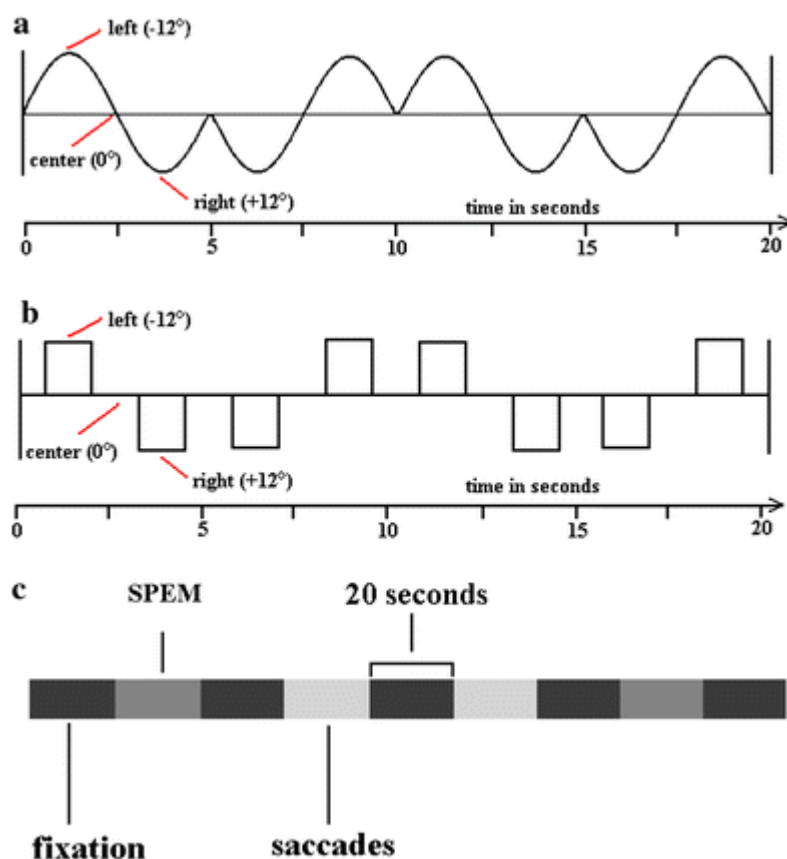 a
left (-12°)
center (0°)
right (+12°)
time in seconds
0 5 10 15 20
b
left (-12°)
center (0°)
right (+12°)
time in seconds
0 5 10 15 20
c
SPEM
20 seconds
fixation
saccades